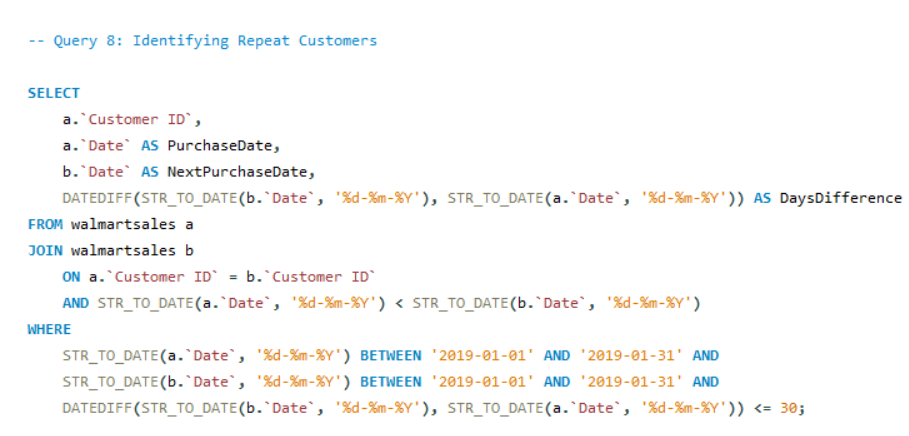 -- Query 8: Identifying Repeat Customers
SELECT
a.`Customer ID`,
a.`Date` AS PurchaseDate,
b.`Date` AS NextPurchaseDate,
DATEDIFF(STR_TO_DATE(b.`Date`, '%d-%m-%Y'), STR_TO_DATE(a.`Date`, '%d-%m-%Y')) AS DaysDifference
FROM walmartsales a
JOIN walmartsales b
ON a.`Customer ID` = b.`Customer ID`
AND STR_TO_DATE(a.`Date`, '%d-%m-%Y') < STR_TO_DATE(b.`Date`, '%d-%m-%Y')
WHERE
STR_TO_DATE(a.`Date`, '%d-%m-%Y') BETWEEN '2019-01-01' AND '2019-01-31' AND
STR_TO_DATE(b.`Date`, '%d-%m-%Y') BETWEEN '2019-01-01' AND '2019-01-31' AND
DATEDIFF(STR_TO_DATE(b.`Date`, '%d-%m-%Y'), STR_TO_DATE(a.`Date`, '%d-%m-%Y')) <= 30;